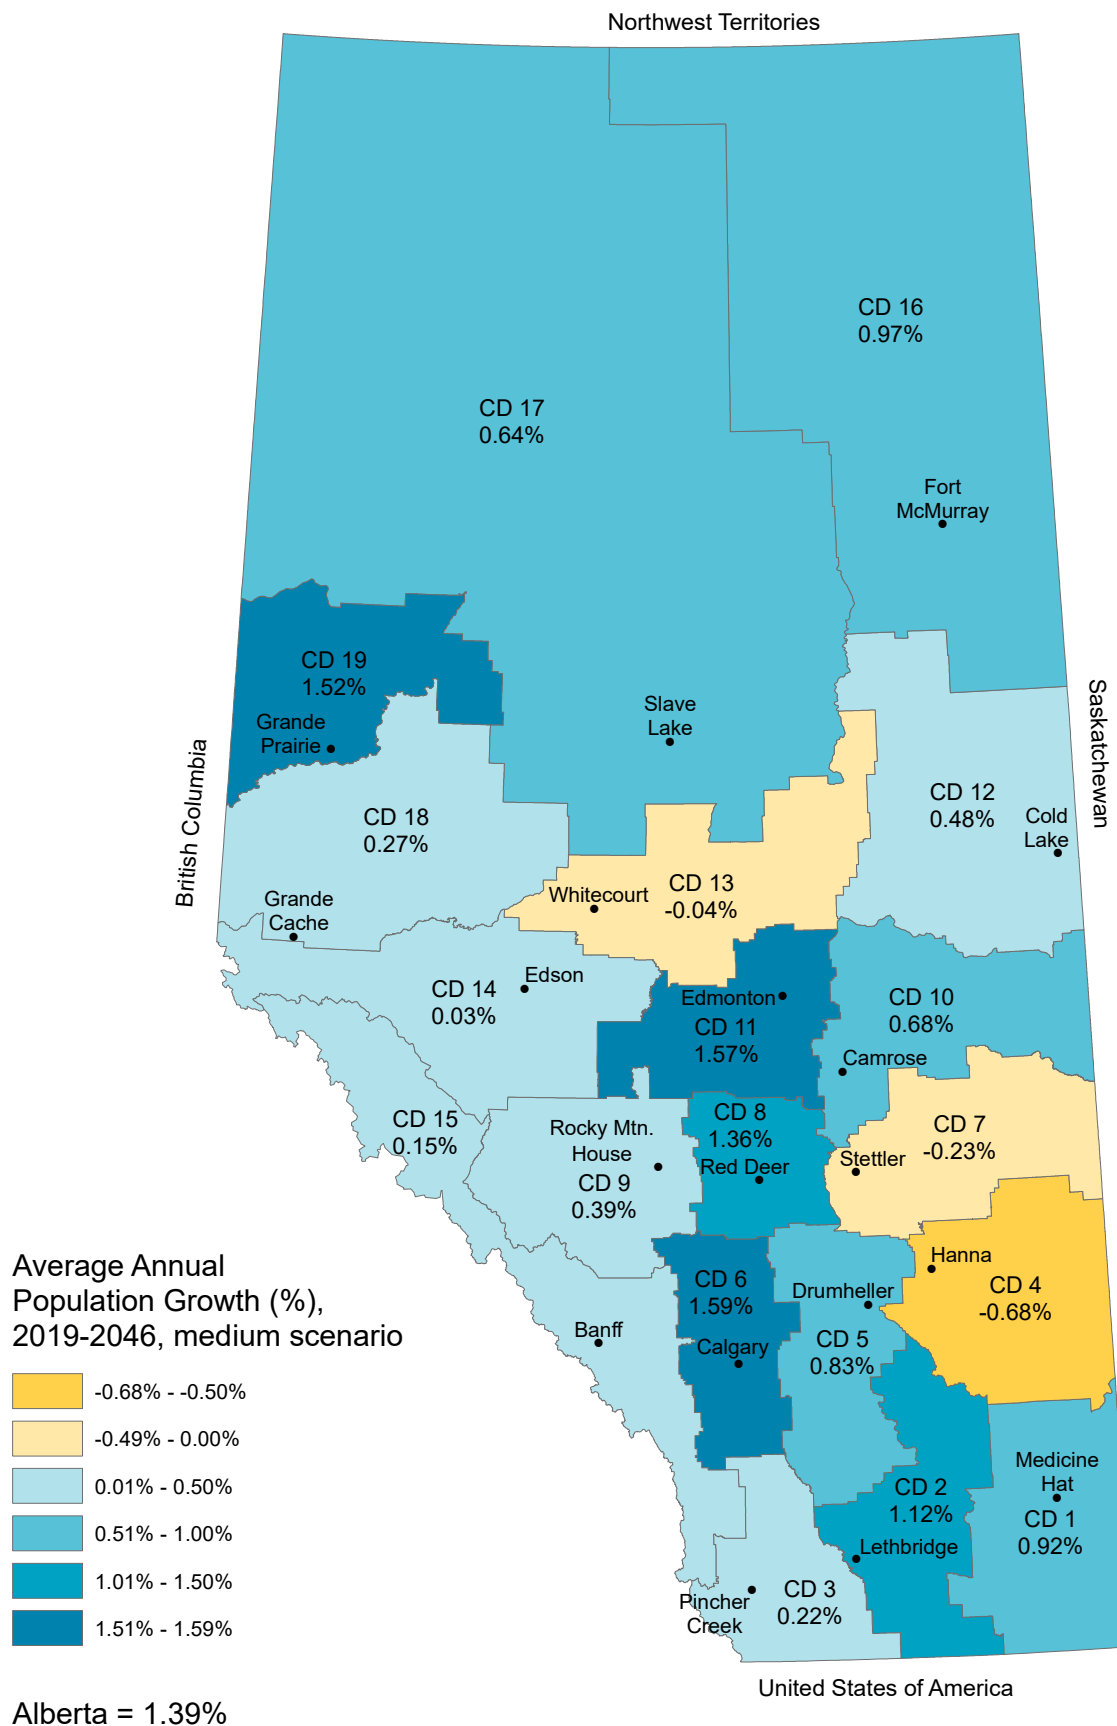 Northwest Territories
CD 16
0.97%
CD 17
0.64%
Fort
McMurray
CD 19
1.52%
Grande
Prairie
Slave
Lake
British Columbia
Saskatchewan
CD 18
0.27%
CD 12
0.48%
Cold
Lake
CD 13
-0.04%
Whitecourt
Grande
Cache
Edson
CD 14
0.03%
Edmonton
CD 11
1.57%
CD 10
0.68%
Camrose
CD 15
0.15%
Rocky Mtn.
House
CD 9
0.39%
CD 8
1.36%
Red Deer
CD 7
-0.23%
Stettler
Hanna
CD 4
-0.68%
CD 6
1.59%
Calgary
Drumheller
CD 5
0.83%
Banff
Medicine
Hat
CD 1
0.92%
CD 2
1.12%
Lethbridge
CD 3
0.22%
Pincher
Creek
United States of America
Average Annual
Population Growth (%),
2019-2046, medium scenario
-0.68% - -0.50%
-0.49% - 0.00%
0.01% - 0.50%
0.51% - 1.00%
1.01% - 1.50%
1.51% - 1.59%
Alberta = 1.39%